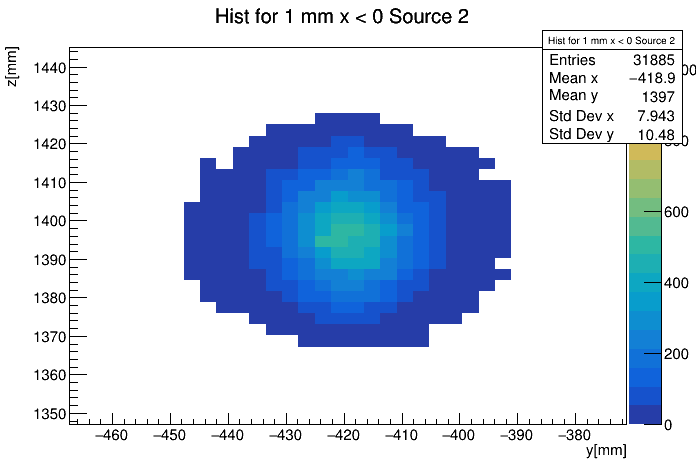 Hist for 1 mm x < 0 Source 2
z[mm]
Hist for 1 mm x < 0 Source 2
Entries 31885
Mean x −418.9
Mean y 1397
Std Dev x 7.943
Std Dev y 10.48
1440
1430
1420
1410
1400
1390
1380
1370
1360
1350
600
400
200
0
−460 −450 −440 −430 −420 −410 −400 −390 −380
y[mm]